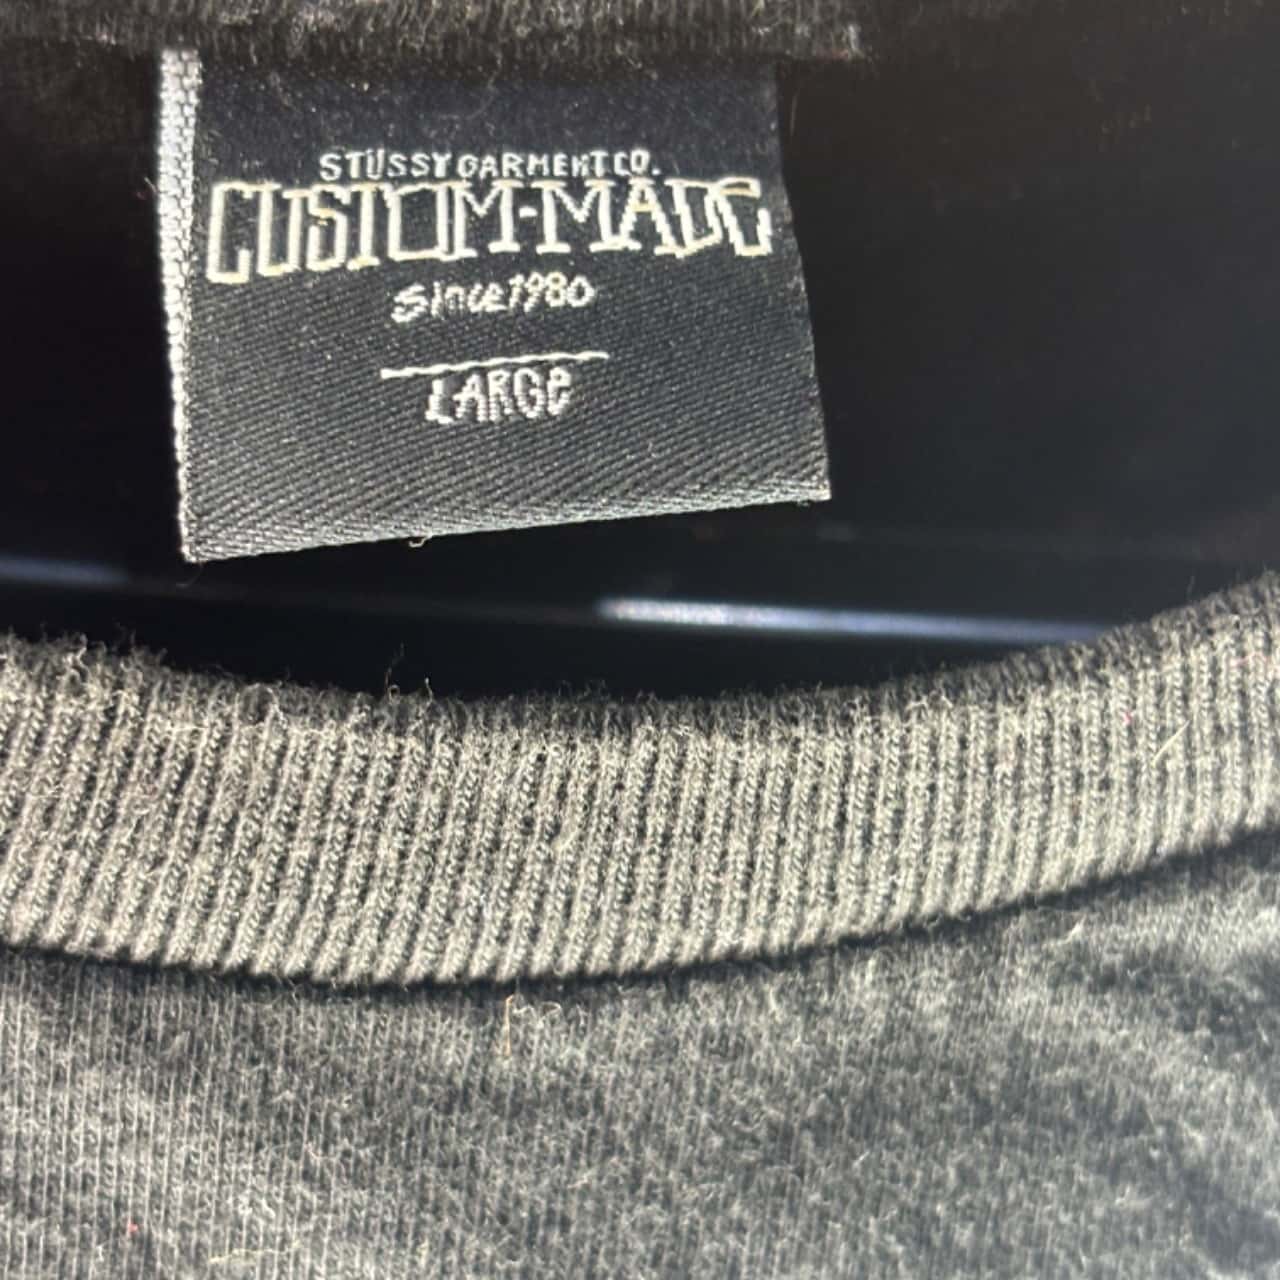 STÜSSY GARMENT CO.
CUSTOM-MADE
Since 1980
LARGe